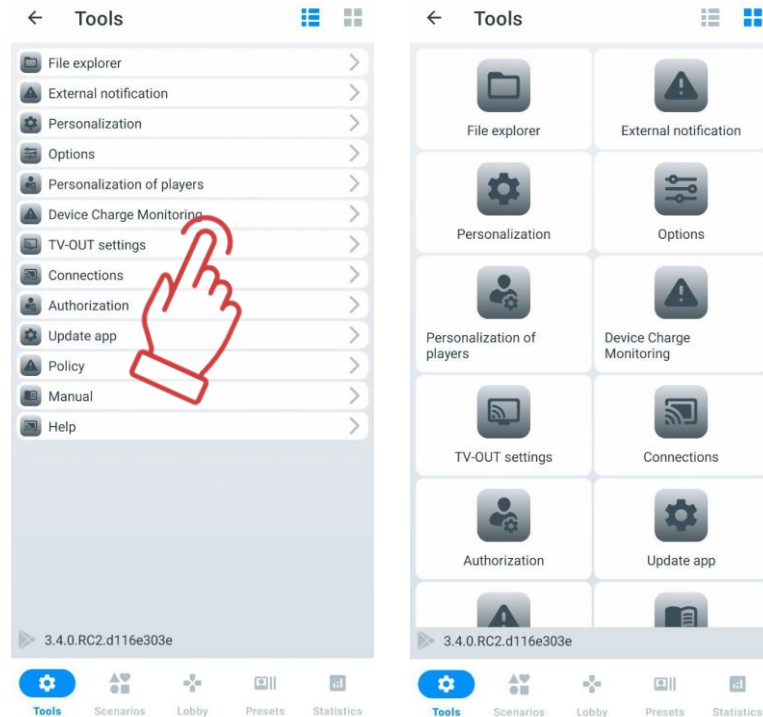 Tools
File explorer
External notification
Personalization
Options
Personalization of players
Device Charge Monitoring
TV-OUT settings
Connections
Authorization
Update app
Policy
Manual
Help
3.4.0.RC2.d116e303e
Tools Scenarios Lobby Presets Statistics
Tools
File explorer External notification
Personalization Options
Personalization of
players
Device Charge
Monitoring
TV-OUT settings Connections
Authorization Update app
3.4.0.RC2.d116e303e
Tools Scenarios Lobby Presets Statistics